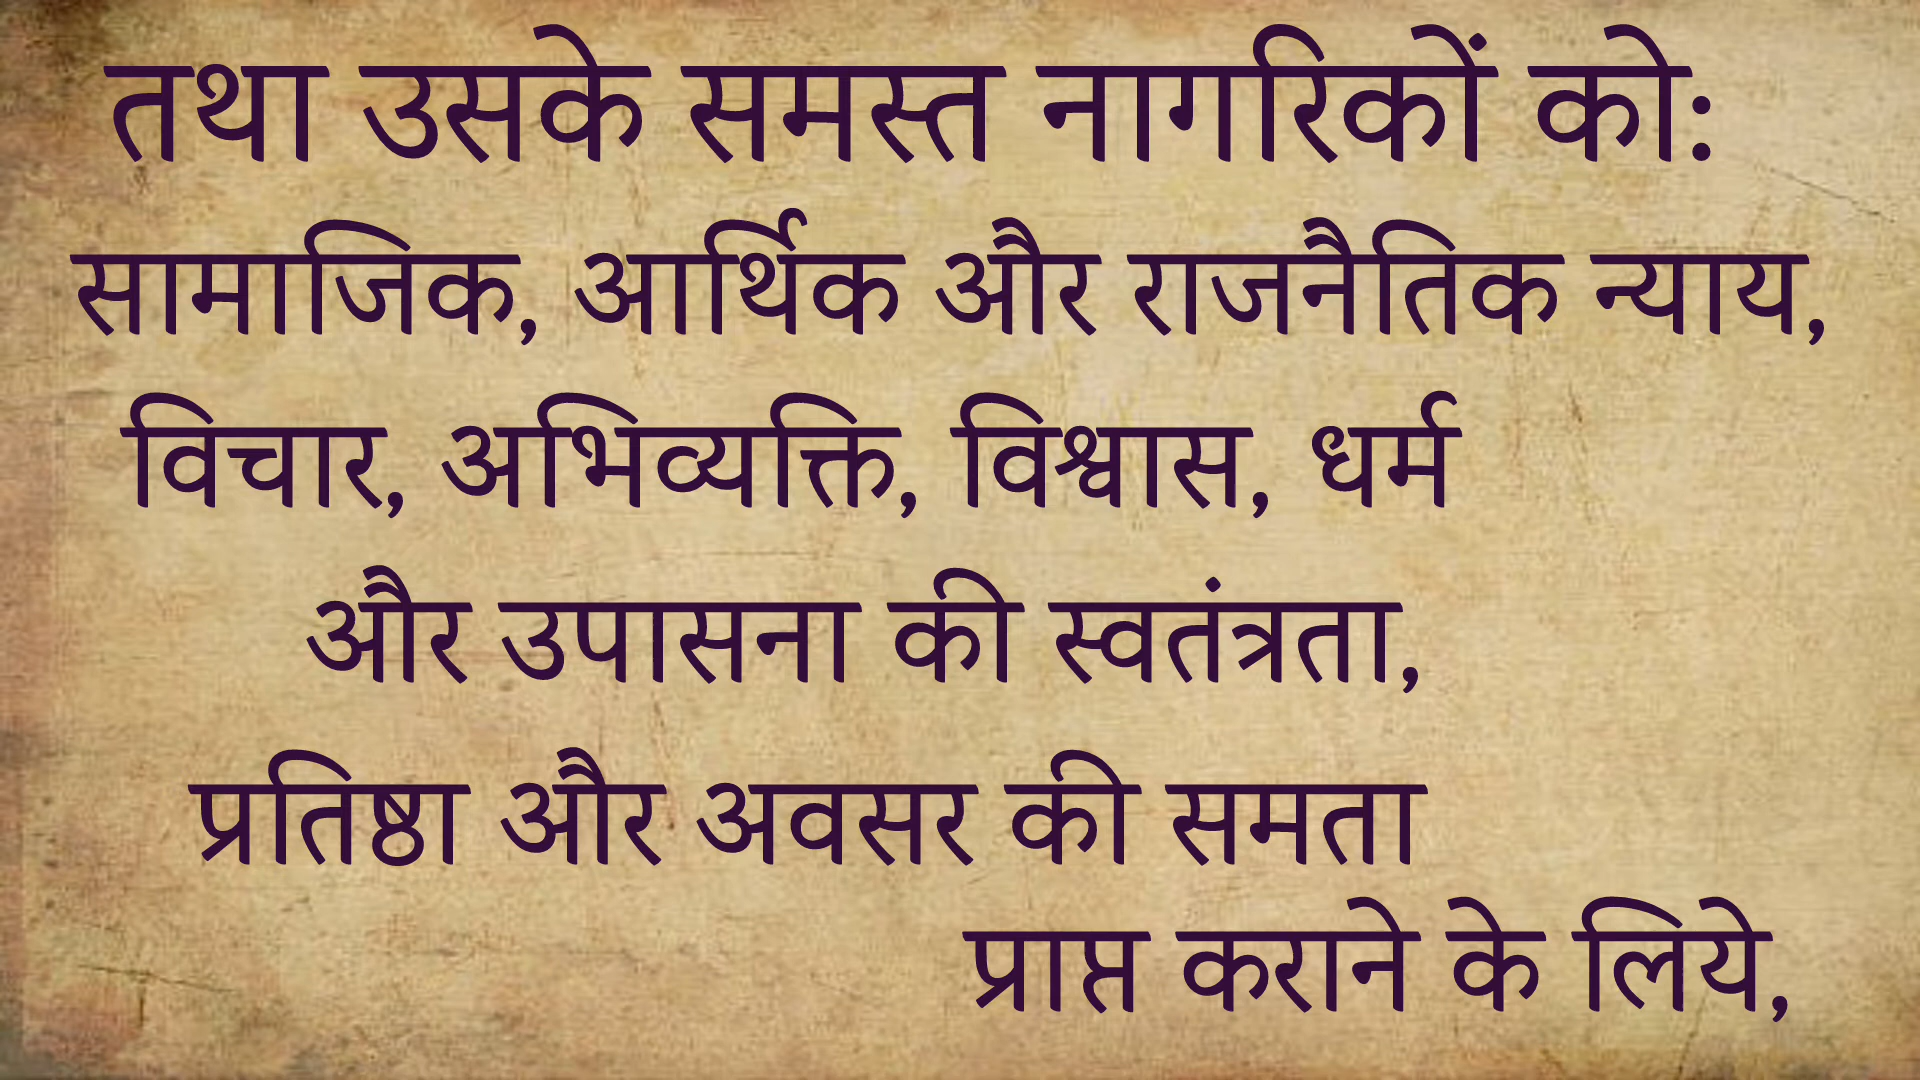 तथा उसके समस्त नागरिकों को:
सामाजिक, आर्थिक और राजनैतिक न्याय,
विचार, अभिव्यक्ति, विश्वास, धर्म
और उपासना की स्वतंत्रता,
प्रतिष्ठा और अवसर की समता
प्राप्त कराने के लिये,